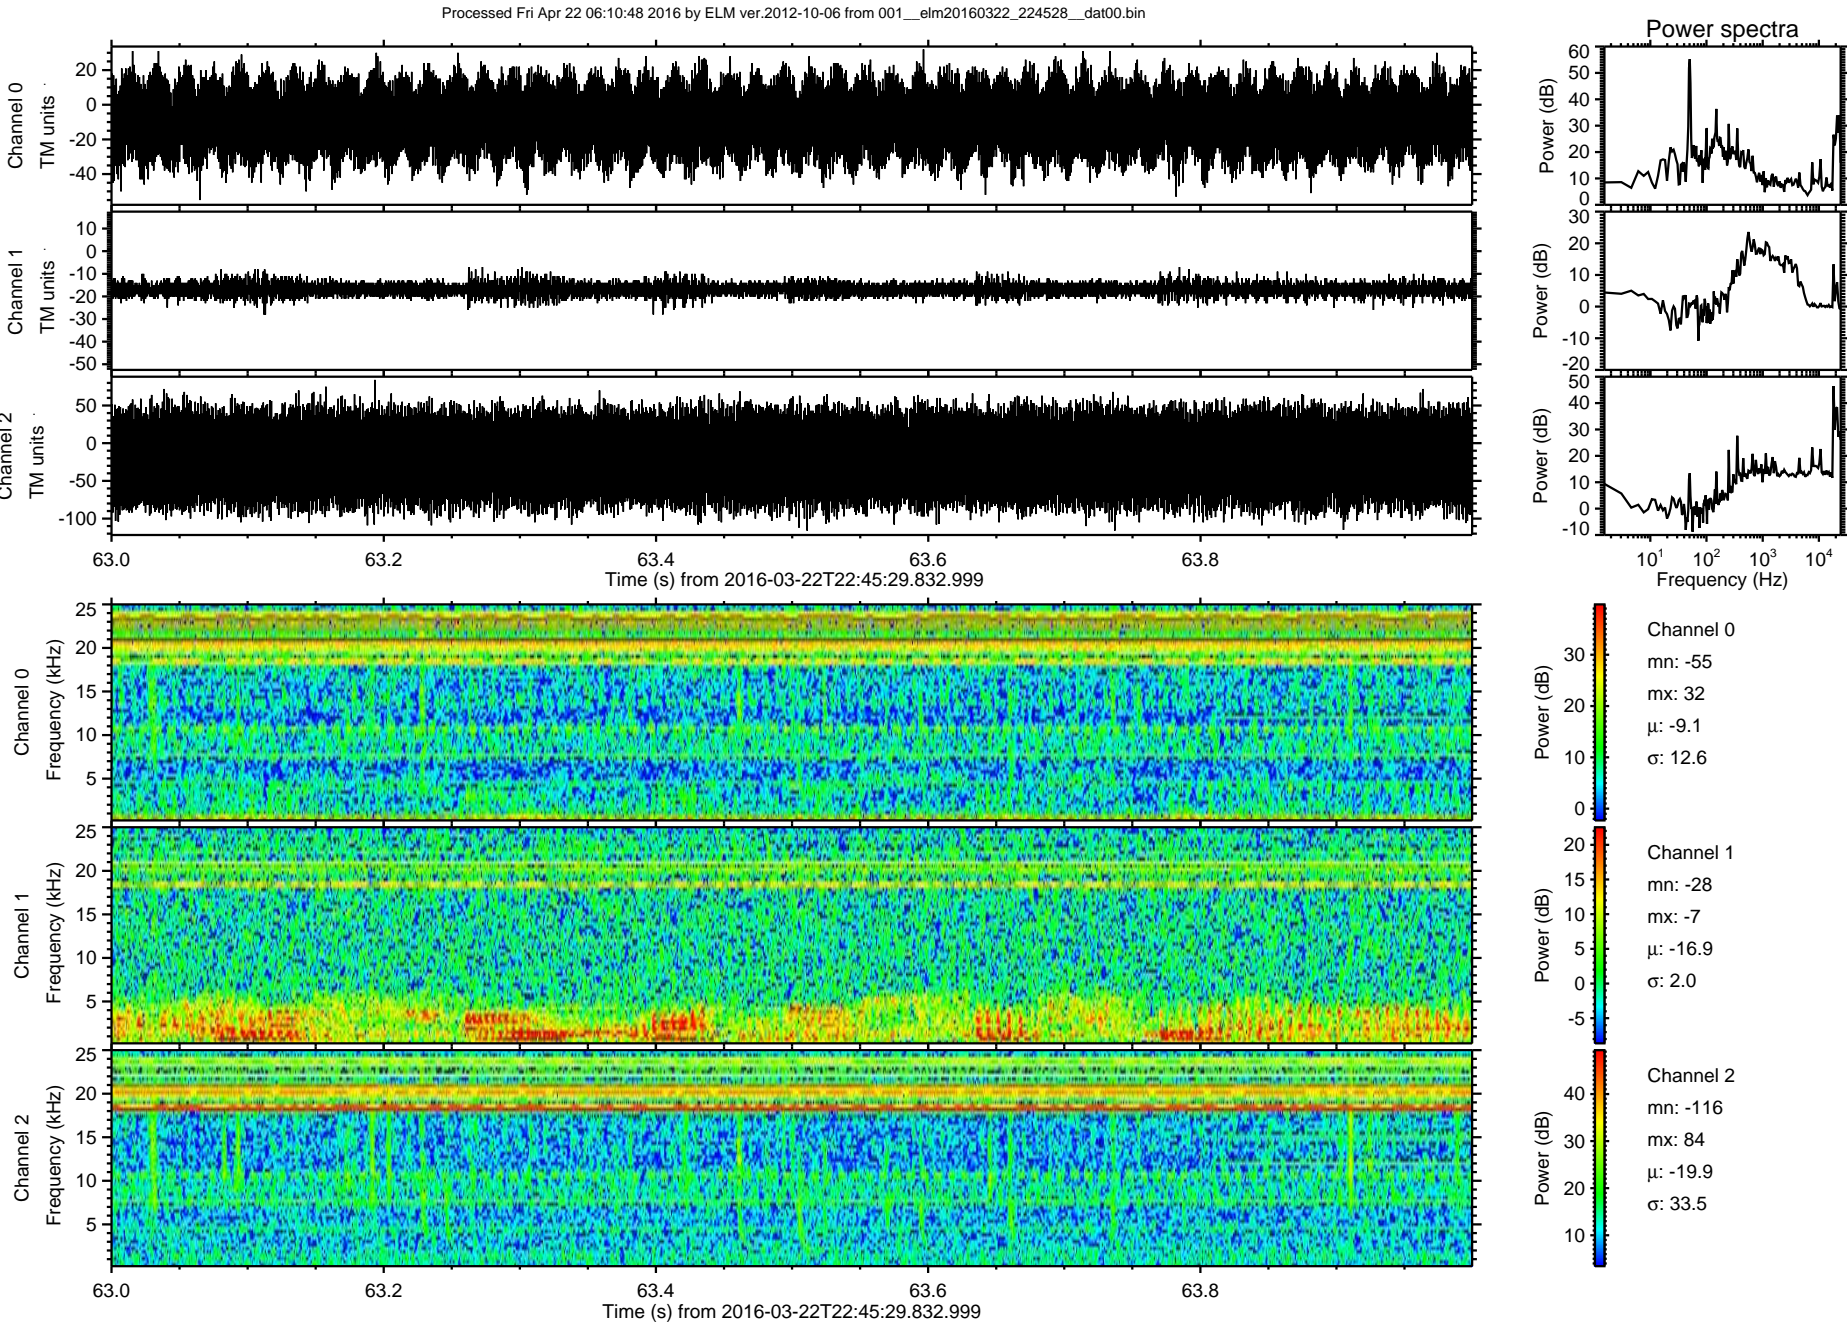 Processed Fri Apr 22 06:10:48 2016 by ELM ver.2012-10-06 from 001__elm20160322_224528__dat00.bin
Power spectra
Channel 0
TM units
20
0
-20
-40
Power (dB)
60
50
40
30
20
10
0
Channel 1
TM units
10
0
-10
-20
-30
-40
-50
Power (dB)
30
20
10
0
-10
-20
Channel 2
TM units
50
0
-50
-100
Power (dB)
50
40
30
20
10
0
-10
63.0 63.2 63.4 63.6 63.8
Time (s) from 2016-03-22T22:45:29.832.999
10¹ 10² 10³ 10⁴
Frequency (Hz)
Channel 0
Frequency (kHz)
25
20
15
10
5
Power (dB)
30
20
10
0
Channel 0
mn: -55
mx: 32
μ: -9.1
σ: 12.6
Channel 1
Frequency (kHz)
25
20
15
10
5
Power (dB)
20
15
10
5
0
-5
Channel 1
mn: -28
mx: -7
μ: -16.9
σ: 2.0
Channel 2
Frequency (kHz)
25
20
15
10
5
Power (dB)
40
30
20
10
Channel 2
mn: -116
mx: 84
μ: -19.9
σ: 33.5
63.0 63.2 63.4 63.6 63.8
Time (s) from 2016-03-22T22:45:29.832.999